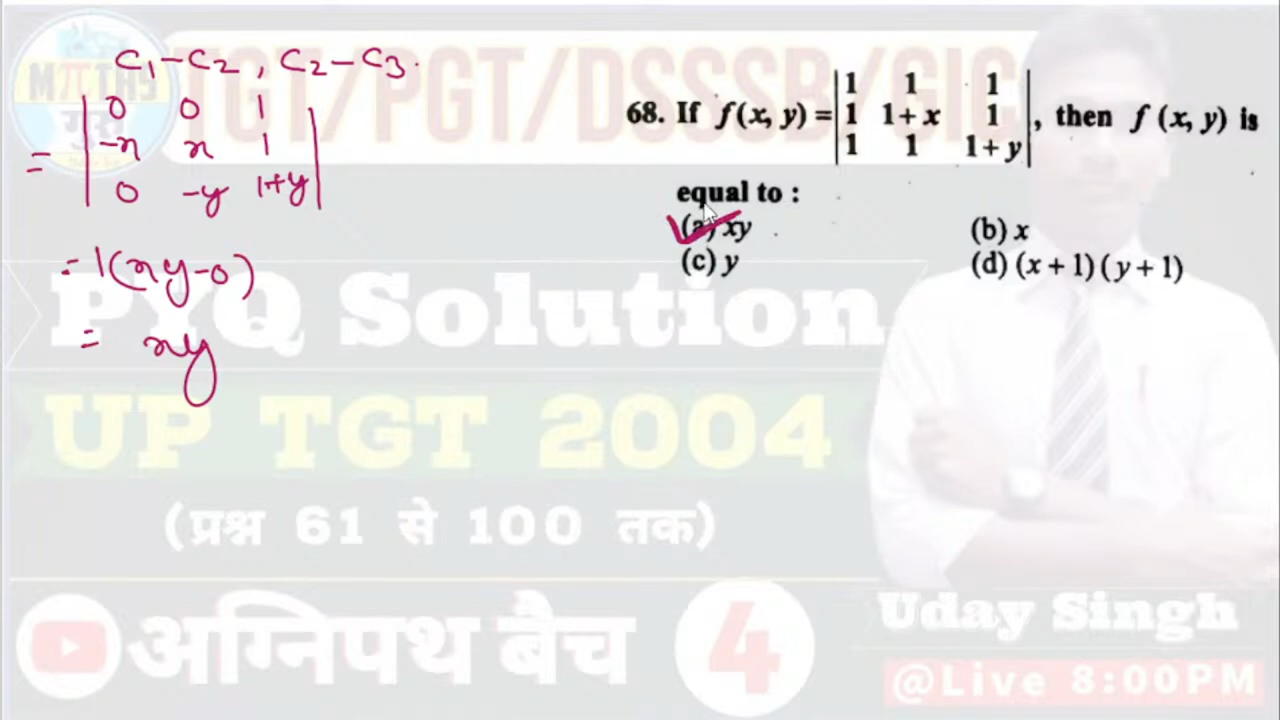 MπTHS
गुरु
TGT/PGT/DSSSB/GIC
C₁-C₂, C₂-C₃.
= | 0 0 1 |
| -x x 1 |
| 0 -y 1+y |
= 1(xy-0)
= xy
68. If f(x, y) = | 1 1 1 |
| 1 1+x 1 | , then f (x, y) is
| 1 1 1+y |
equal to :
(a) xy (b) x
(c) y (d) (x + 1) (y + 1)
PYQ Solution
UP TGT 2004
(प्रश्न 61 से 100 तक)
अग्निपथ बैच 4
Uday Singh
@Live 8:00PM